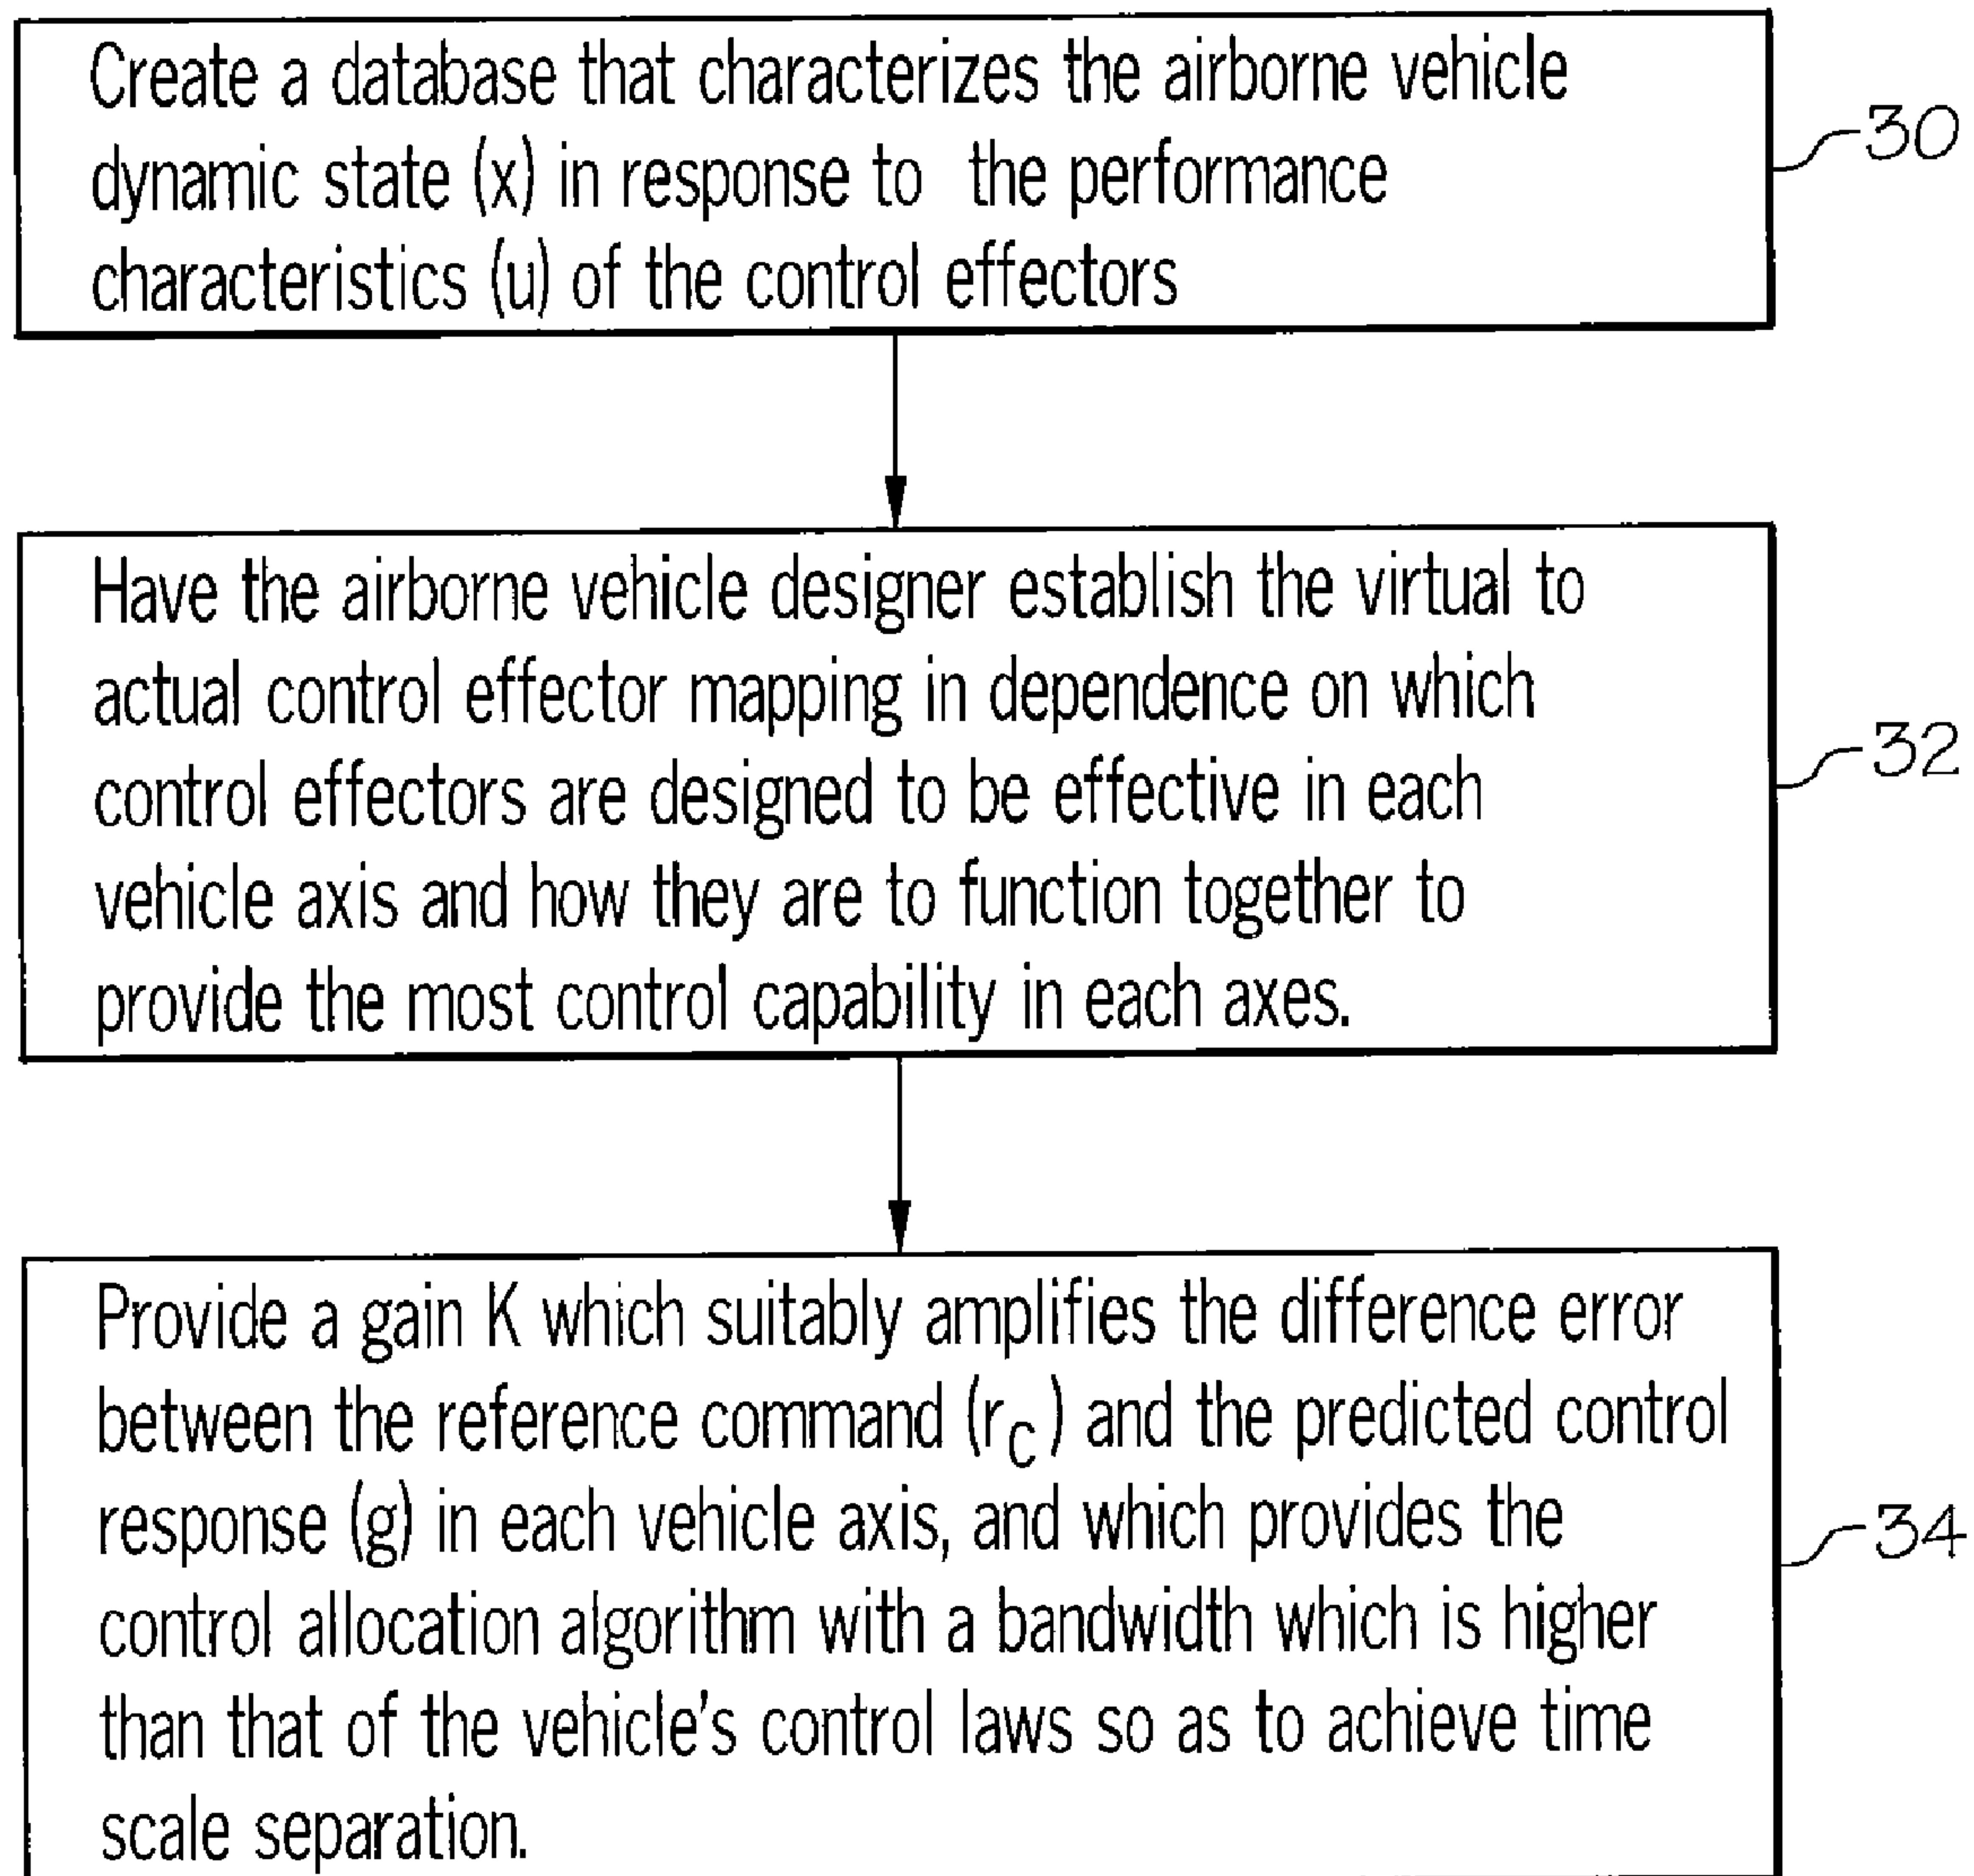 Create a database that characterizes the airborne vehicle
dynamic state (x) in response to the performance
characteristics (u) of the control effectors
30
Have the airborne vehicle designer establish the virtual to
actual control effector mapping in dependence on which
control effectors are designed to be effective in each
vehicle axis and how they are to function together to
provide the most control capability in each axes.
32
Provide a gain K which suitably amplifies the difference error
between the reference command (rC) and the predicted control
response (g) in each vehicle axis, and which provides the
control allocation algorithm with a bandwidth which is higher
than that of the vehicle's control laws so as to achieve time
scale separation.
34